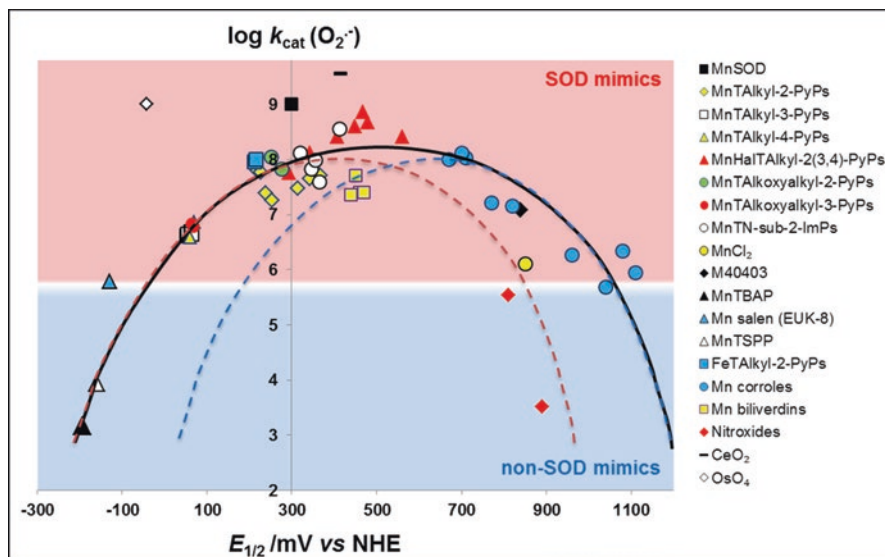 log kcat (O2·-)
SOD mimics
9
8
7
6
5
4
3
2
non-SOD mimics
-300 -100 100 300 500 700 900 1100
E1/2 /mV vs NHE
MnSOD
MnTAlkyl-2-PyPs
MnTAlkyl-3-PyPs
MnTAlkyl-4-PyPs
MnHalTAlkyl-2(3,4)-PyPs
MnTAlkoxyalkyl-2-PyPs
MnTAlkoxyalkyl-3-PyPs
MnTN-sub-2-ImPs
MnCl2
M40403
MnTBAP
Mn salen (EUK-8)
MnTSPP
FeTAlkyl-2-PyPs
Mn corroles
Mn biliverdins
Nitroxides
CeO2
OsO4